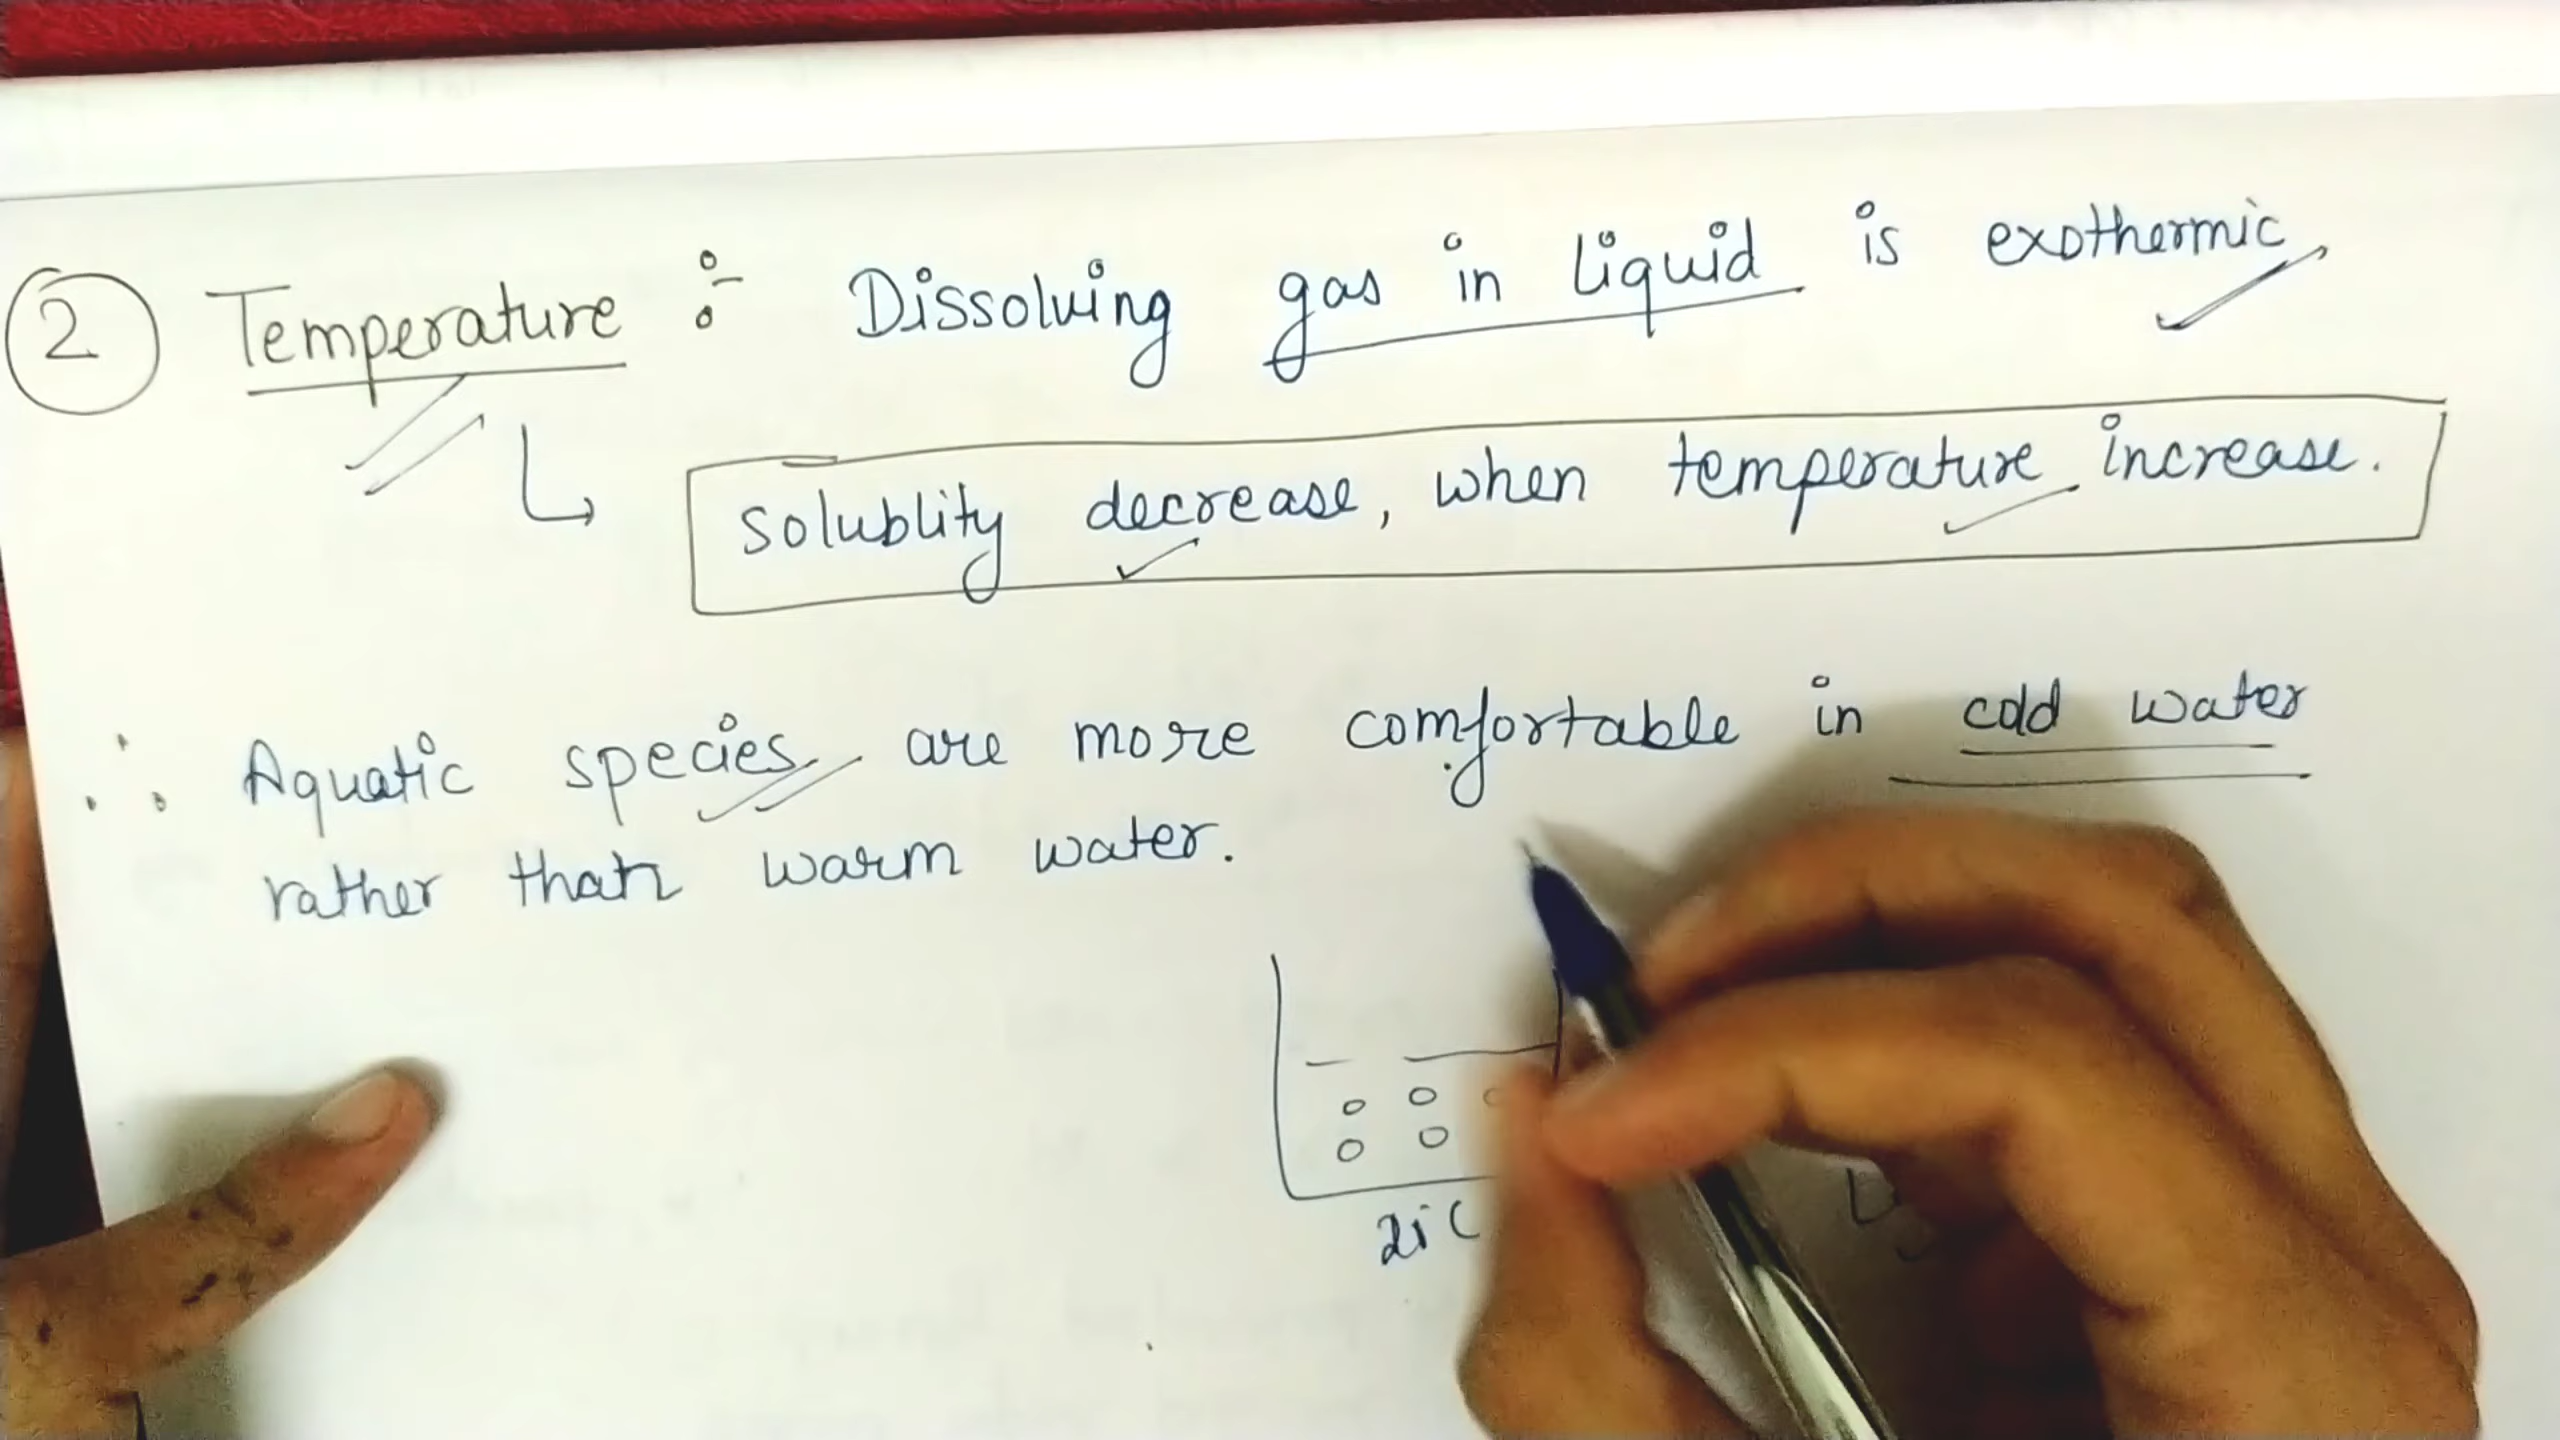 2 Temperature :- Dissolving gas in liquid is exothermic
solublity decrease, when temperature increase.
∴ Aquatic species are more comfortable in cold water
rather than warm water.